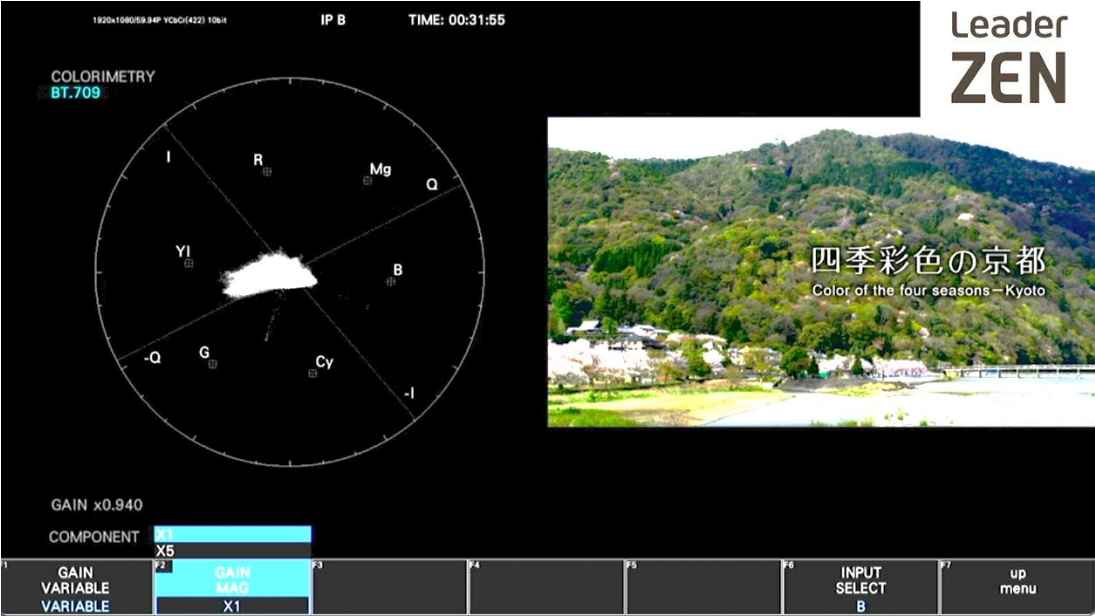 1920x1080/59.94P YCbCr(422) 10bit
IP B
TIME: 00:31:55
Leader
ZEN
COLORIMETRY
BT.709
I
R
Mg
Q
Yl
B
-Q
G
Cy
-I
四季彩色の京都
Color of the four seasons－Kyoto
GAIN x0.940
COMPONENT
X1
X5
F1
GAIN
VARIABLE
VARIABLE
F2
GAIN
MAG
X1
F3
F4
F5
F6
INPUT
SELECT
B
F7
up
menu